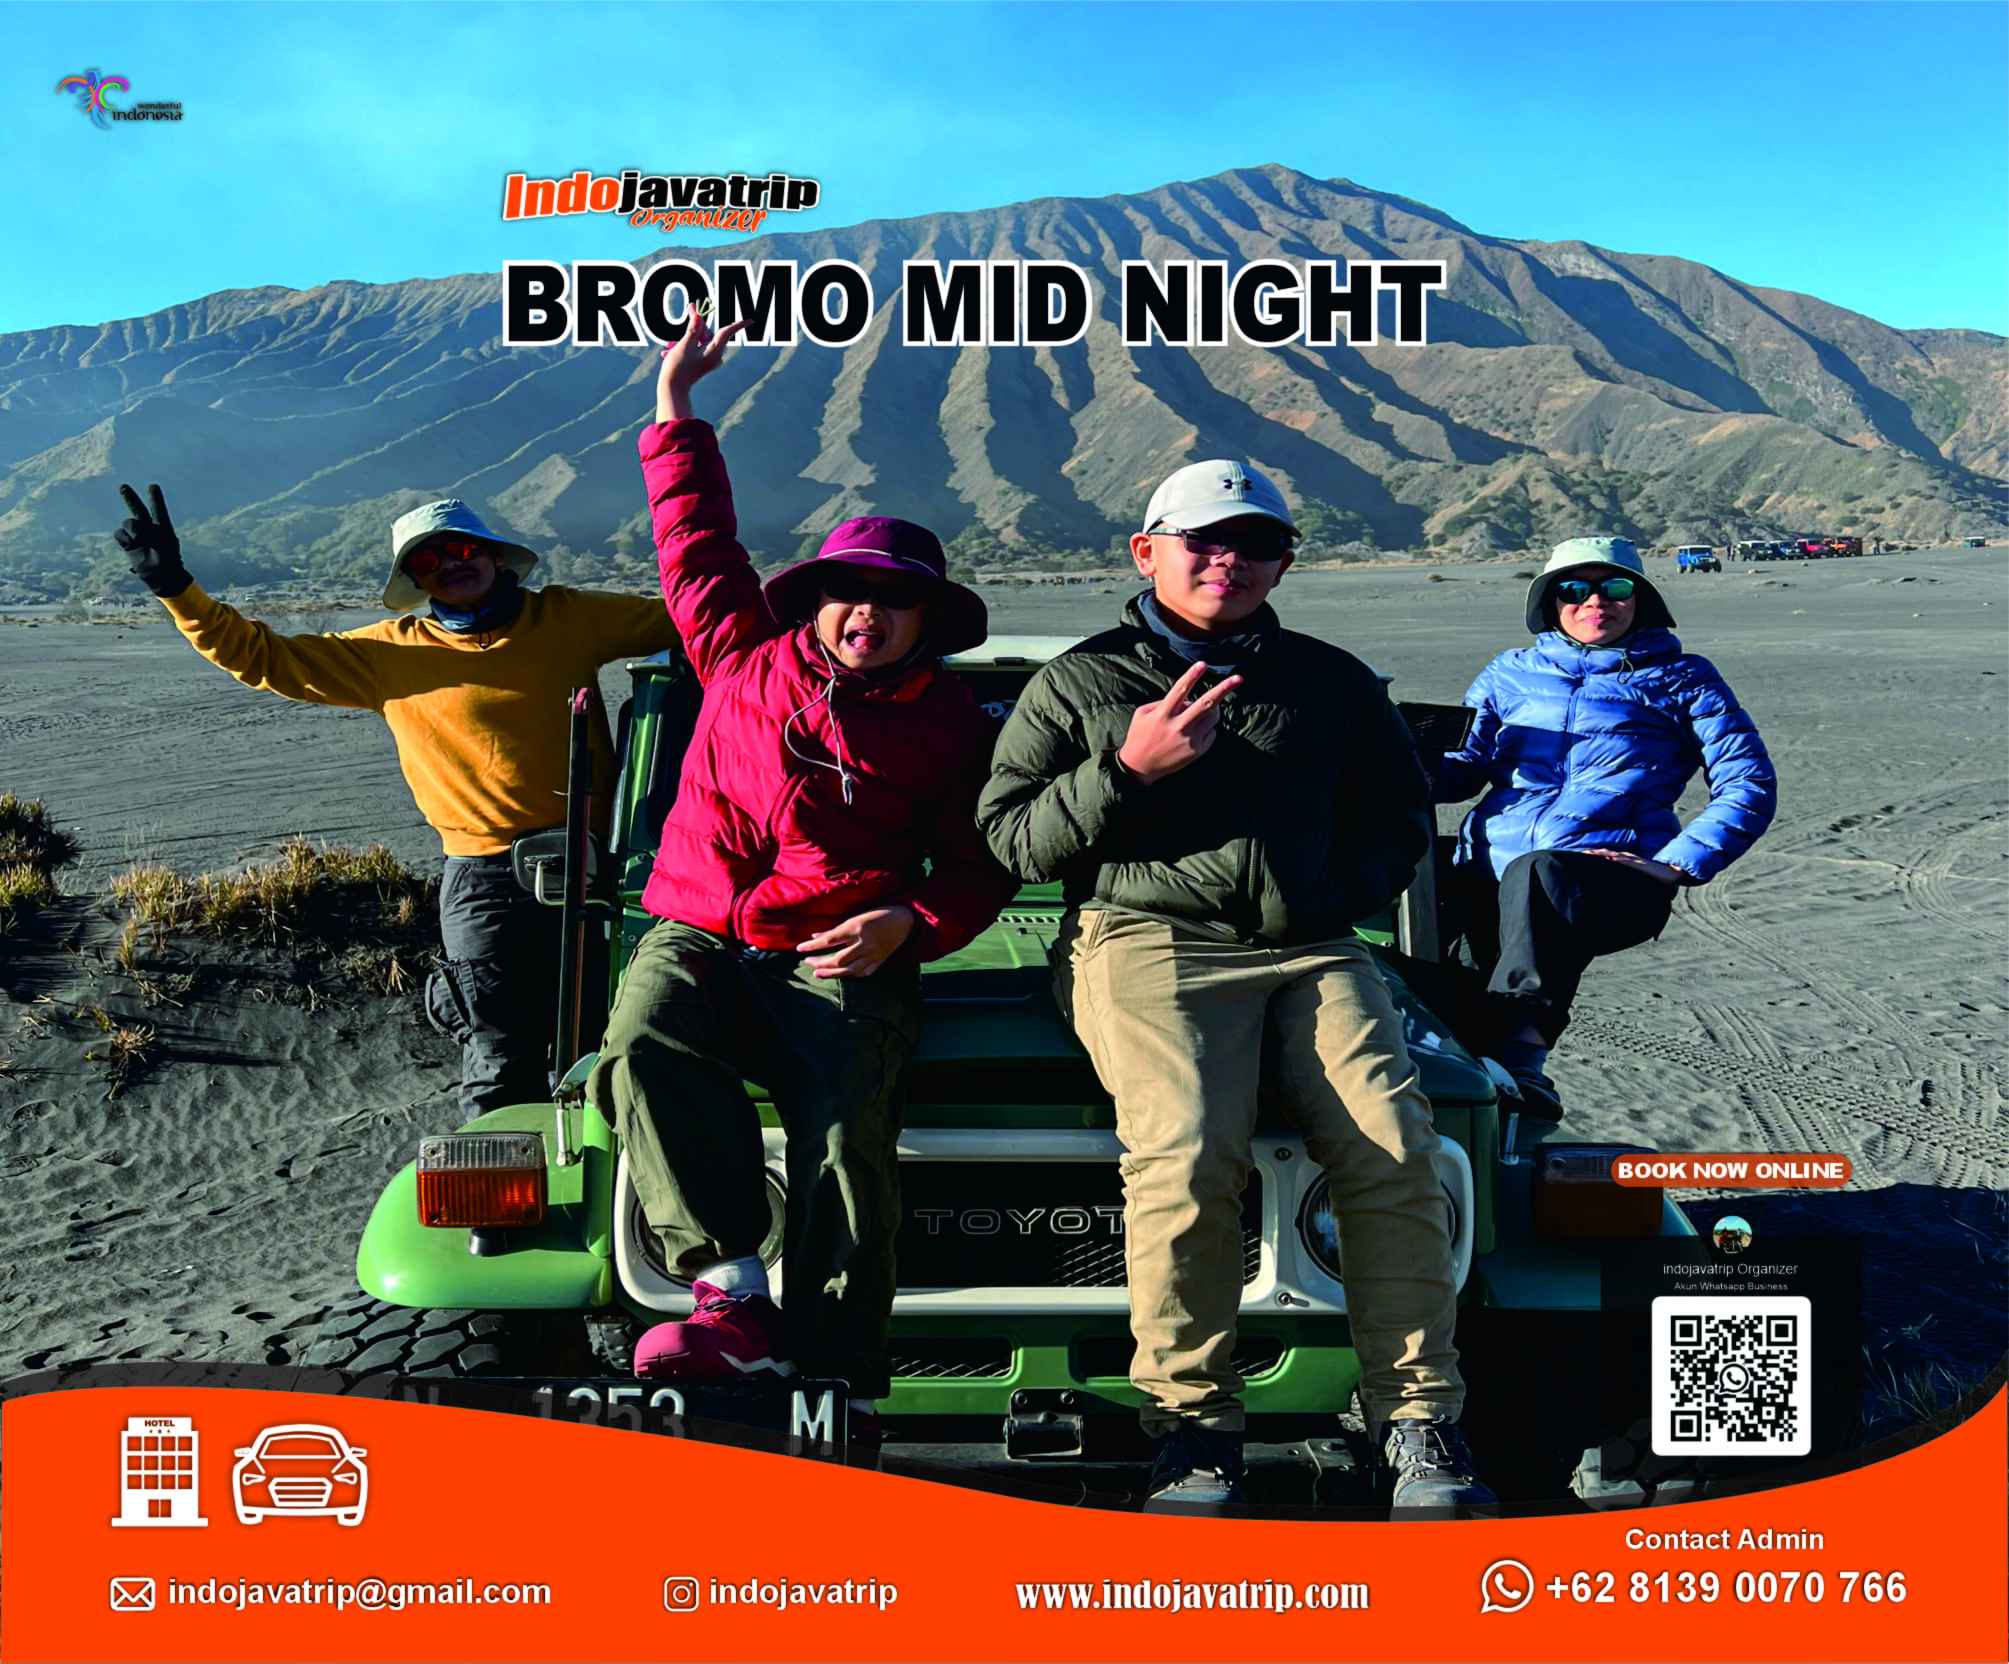 wonderful
indonesia
Indojavatrip
Organizer
BROMO MID NIGHT
TOYOT
BOOK NOW ONLINE
indojavatrip Organizer
Akun Whatsapp Business
N 1353 M
HOTEL
Contact Admin
indojavatrip@gmail.com
indojavatrip
www.indojavatrip.com
+62 8139 0070 766